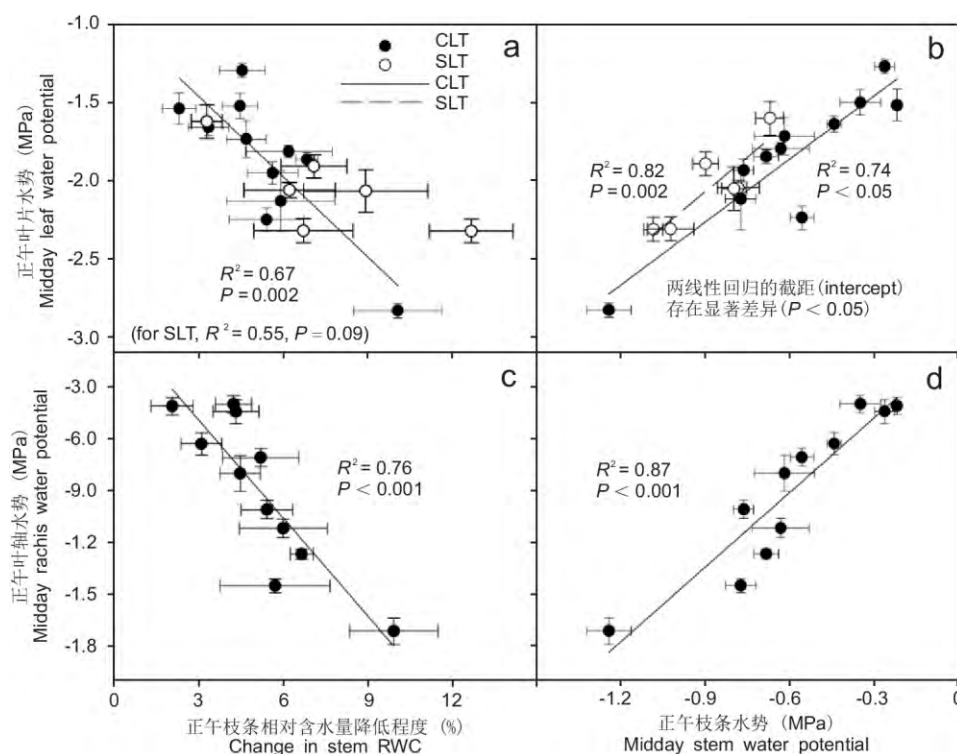 -1.0
-1.5
-2.0
-2.5
-3.0
正午叶片水势 (MPa)
Midday leaf water potential
a
CLT
SLT
CLT
SLT
R² = 0.67
P = 0.002
(for SLT, R² = 0.55, P = 0.09)
b
R² = 0.82
P = 0.002
R² = 0.74
P < 0.05
两线性回归的截距(intercept)
存在显著差异(P < 0.05)
-3.0
-6.0
-9.0
-1.2
-1.5
-1.8
正午叶轴水势 (MPa)
Midday rachis water potential
c
R² = 0.76
P < 0.001
d
R² = 0.87
P < 0.001
0 3 6 9 12
-1.2 -0.9 -0.6 -0.3
正午枝条相对含水量降低程度 (%)
Change in stem RWC
正午枝条水势 (MPa)
Midday stem water potential